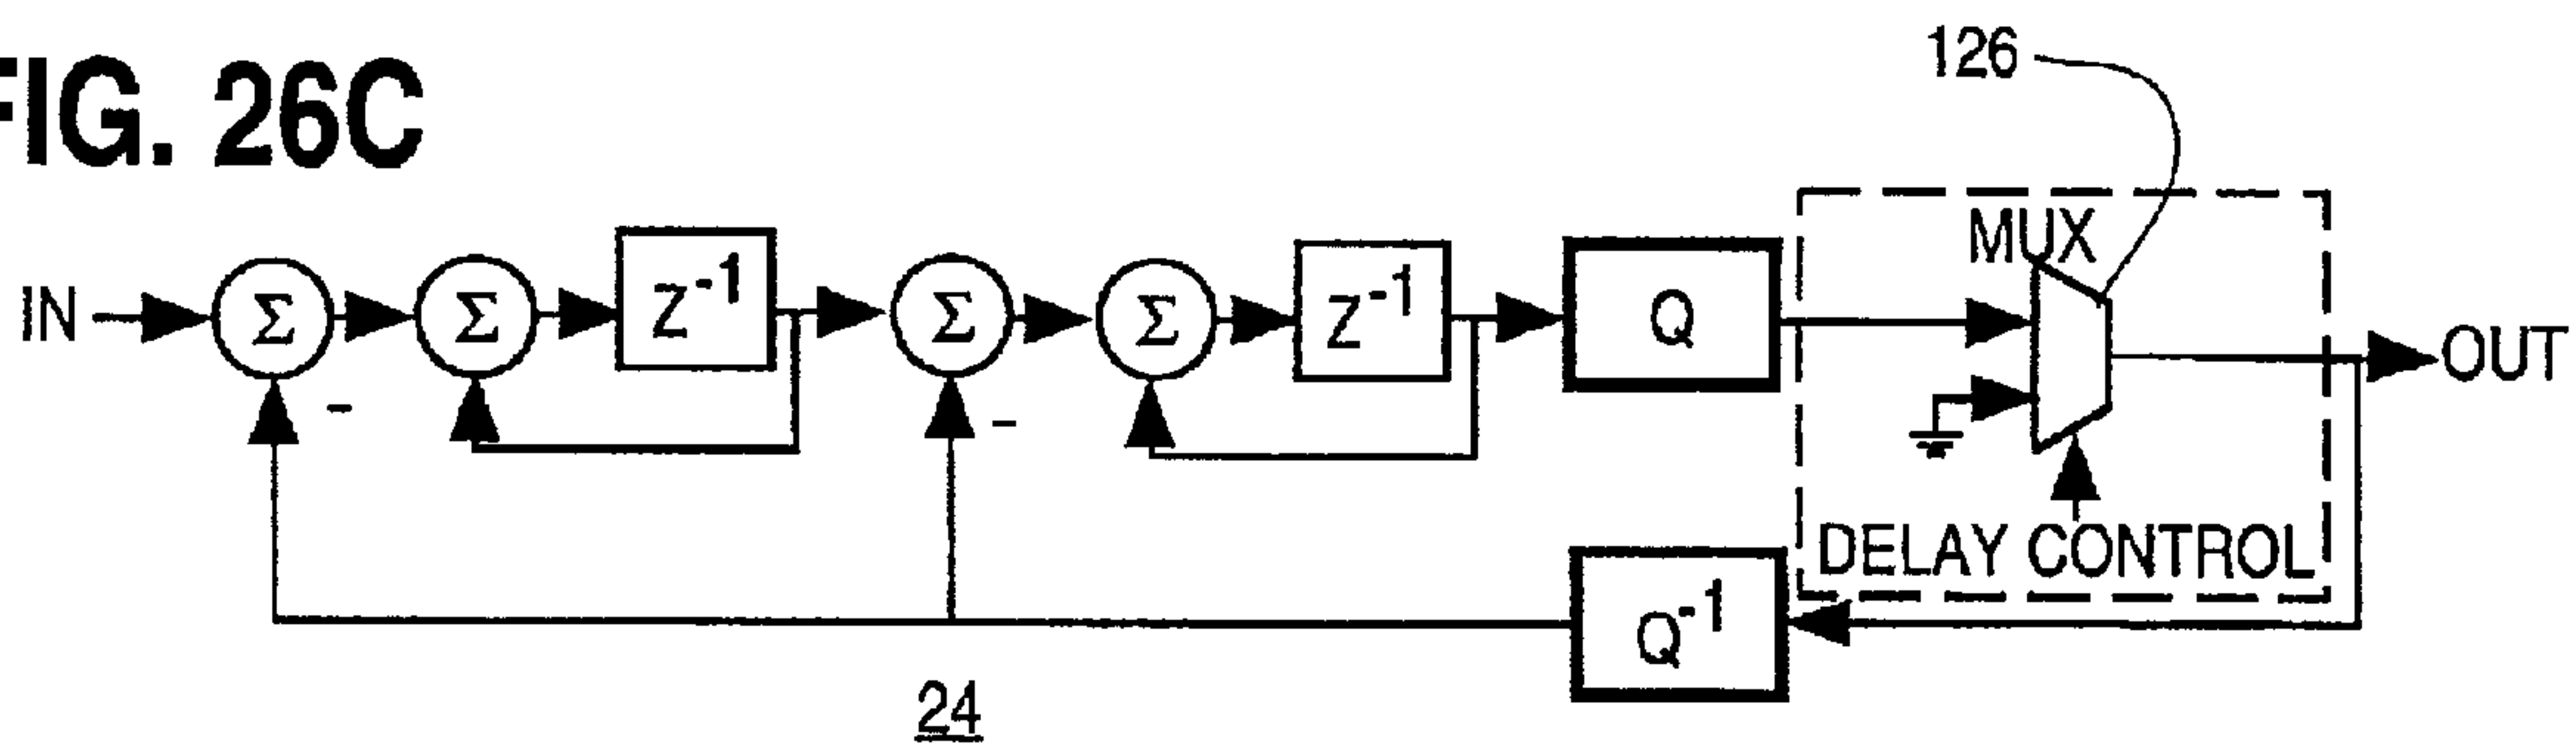 FIG. 26C
126
MUX
IN
Σ
Σ
Z-1
Σ
Σ
Z-1
Q
OUT
-
-
DELAY CONTROL
Q-1
24